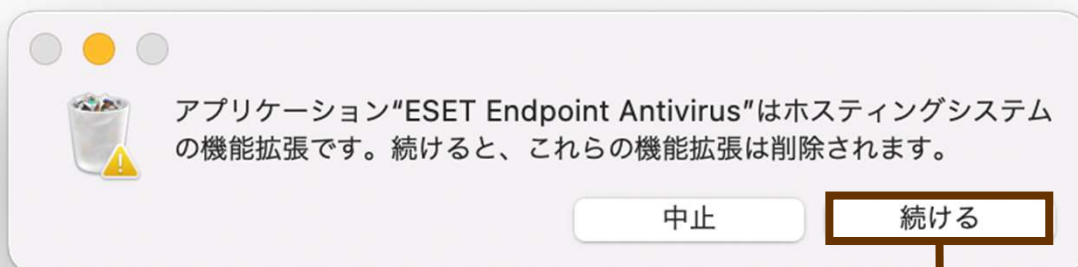 アプリケーション“ESET Endpoint Antivirus”はホスティングシステム
の機能拡張です。続けると、これらの機能拡張は削除されます。
中止
続ける